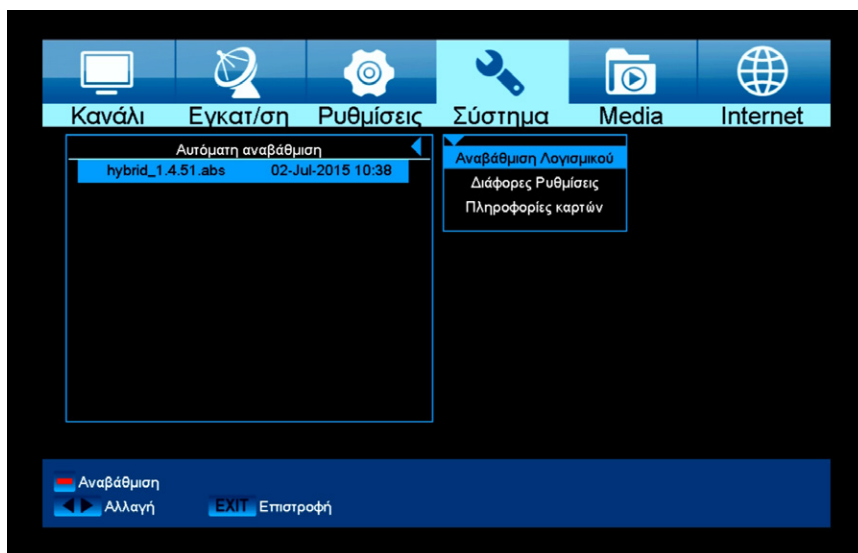 Κανάλι Εγκατ/ση Ρυθμίσεις Σύστημα Media Internet
Αυτόματη αναβάθμιση
hybrid_1.4.51.abs 02-Jul-2015 10:38
Αναβάθμιση Λογισμικού
Διάφορες Ρυθμίσεις
Πληροφορίες καρτών
Αναβάθμιση
Αλλαγή EXIT Επιστροφή